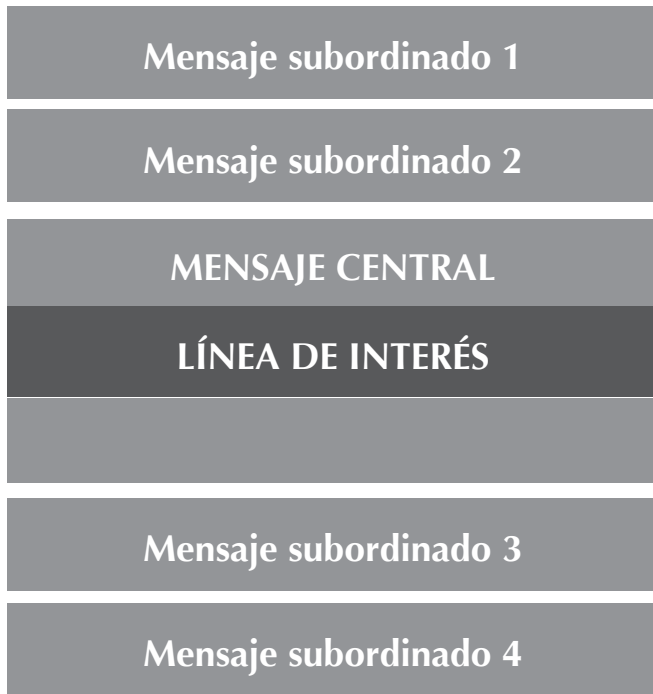 Mensaje subordinado 1
Mensaje subordinado 2
MENSAJE CENTRAL
LÍNEA DE INTERÉS
Mensaje subordinado 3
Mensaje subordinado 4